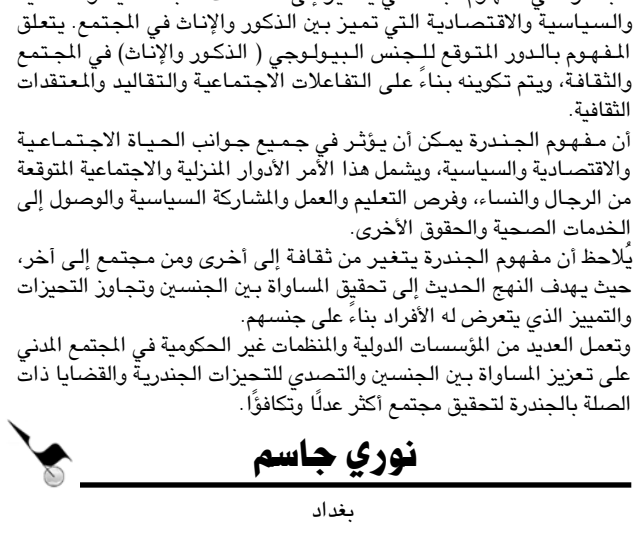 والسياسية والاقتصادية التي تميز بين الذكور والإناث في المجتمع. يتعلق
المفهوم بالدور المتوقع للجنس البيولوجي ( الذكور والإناث) في المجتمع
والثقافة، ويتم تكوينه بناءً على التفاعلات الاجتماعية والتقاليد والمعتقدات
الثقافية.
أن مفهوم الجندرة يمكن أن يؤثر في جميع جوانب الحياة الاجتماعية
والاقتصادية والسياسية، ويشمل هذا الأمر الأدوار المنزلية والاجتماعية المتوقعة
من الرجال والنساء، وفرص التعليم والعمل والمشاركة السياسية والوصول إلى
الخدمات الصحية والحقوق الأخرى.
يُلاحظ أن مفهوم الجندرة يتغير من ثقافة إلى أخرى ومن مجتمع إلى آخر،
حيث يهدف النهج الحديث إلى تحقيق المساواة بين الجنسين وتجاوز التحيزات
والتمييز الذي يتعرض له الأفراد بناءً على جنسهم.
وتعمل العديد من المؤسسات الدولية والمنظمات غير الحكومية في المجتمع المدني
على تعزيز المساواة بين الجنسين والتصدي للتحيزات الجندرية والقضايا ذات
الصلة بالجندرة لتحقيق مجتمع أكثر عدلًا وتكافؤًا.
نوري جاسم
بغداد